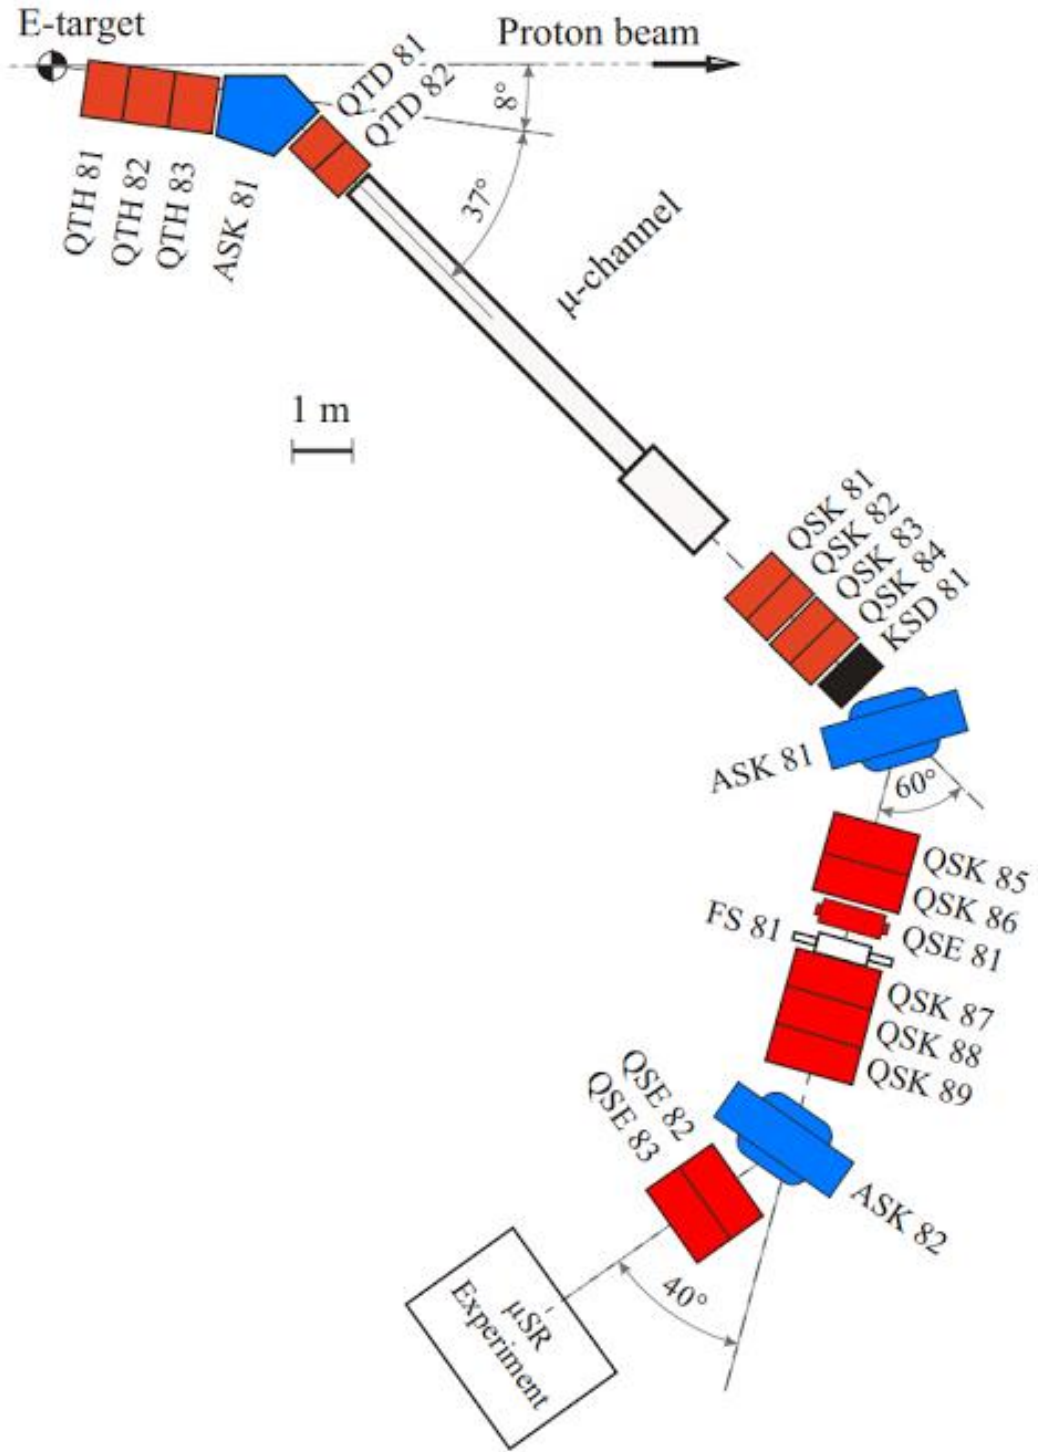 E-target
Proton beam
QTD 81
QTD 82
8°
37°
QTH 81
QTH 82
QTH 83
ASK 81
μ-channel
1 m
QSK 81
QSK 82
QSK 83
QSK 84
KSD 81
ASK 81
60°
QSK 85
QSK 86
FS 81
QSE 81
QSK 87
QSK 88
QSK 89
QSE 82
QSE 83
ASK 82
40°
μSR
Experiment